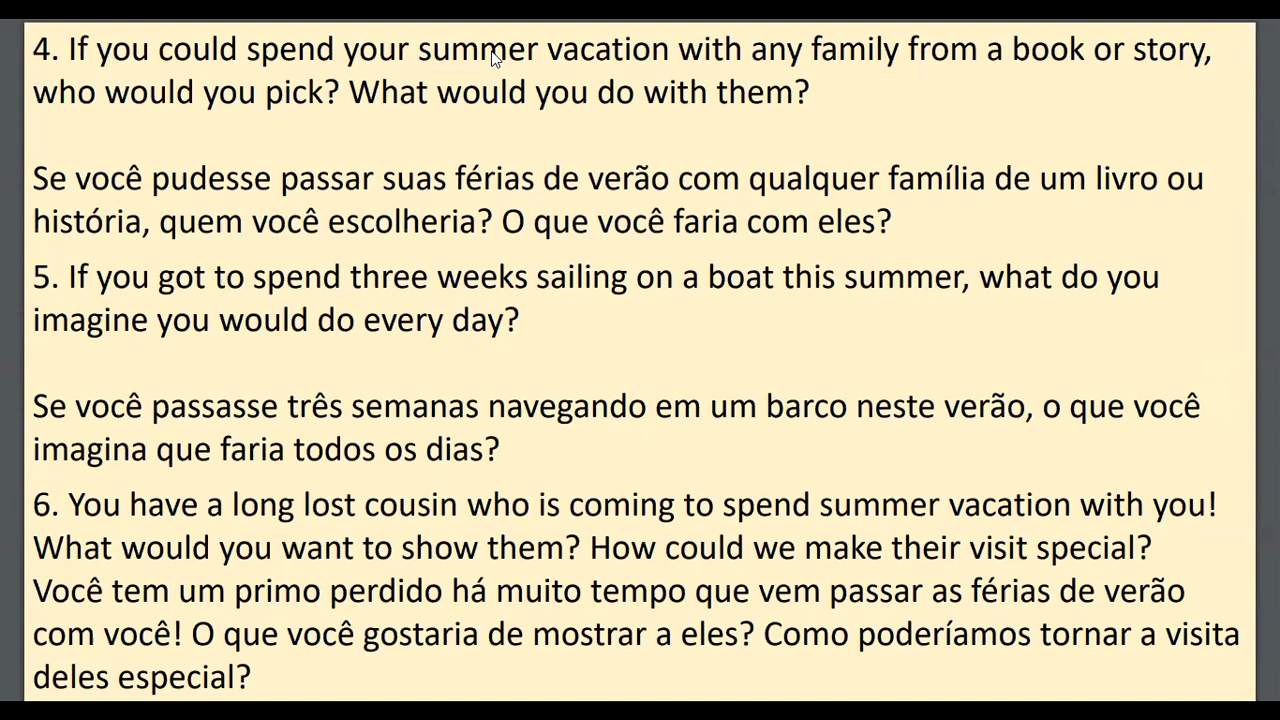 4. If you could spend your summer vacation with any family from a book or story,
who would you pick? What would you do with them?
Se você pudesse passar suas férias de verão com qualquer família de um livro ou
história, quem você escolheria? O que você faria com eles?
5. If you got to spend three weeks sailing on a boat this summer, what do you
imagine you would do every day?
Se você passasse três semanas navegando em um barco neste verão, o que você
imagina que faria todos os dias?
6. You have a long lost cousin who is coming to spend summer vacation with you!
What would you want to show them? How could we make their visit special?
Você tem um primo perdido há muito tempo que vem passar as férias de verão
com você! O que você gostaria de mostrar a eles? Como poderíamos tornar a visita
deles especial?